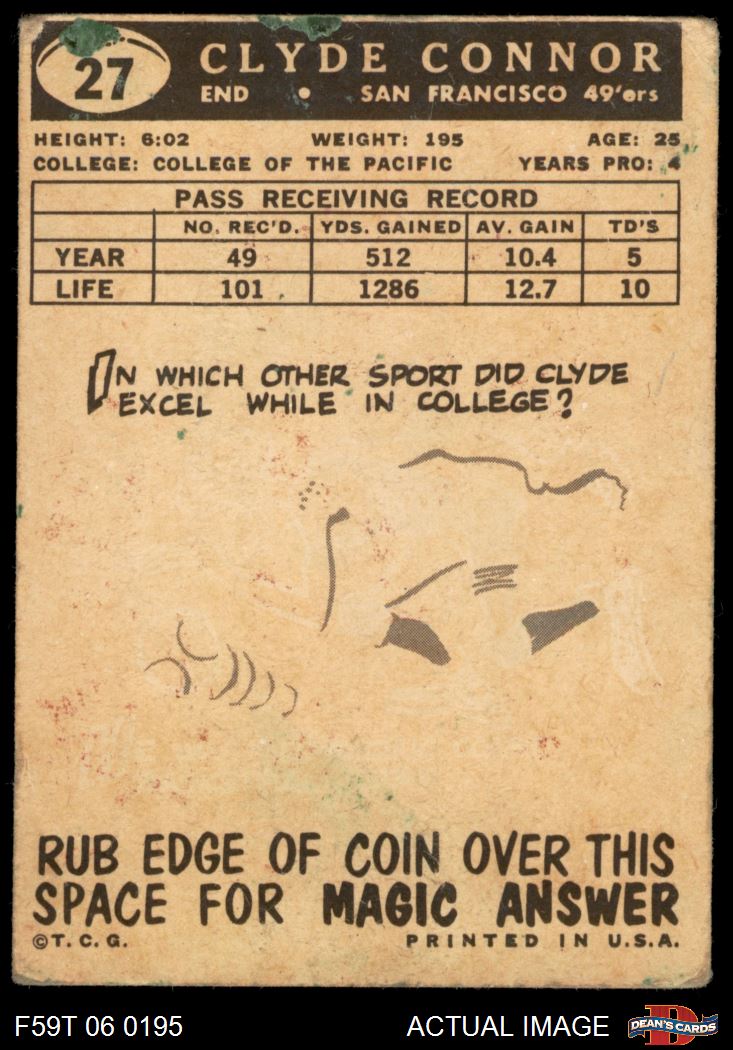 27
CLYDE CONNOR
END • SAN FRANCISCO 49'ers
HEIGHT: 6:02 WEIGHT: 195 AGE: 25
COLLEGE: COLLEGE OF THE PACIFIC YEARS PRO: 4
PASS RECEIVING RECORD
NO. REC'D. YDS. GAINED AV. GAIN TD'S
YEAR 49 512 10.4 5
LIFE 101 1286 12.7 10
IN WHICH OTHER SPORT DID CLYDE
EXCEL WHILE IN COLLEGE?
RUB EDGE OF COIN OVER THIS
SPACE FOR MAGIC ANSWER
©T.C.G. PRINTED IN U.S.A.
F59T 06 0195 ACTUAL IMAGE D DEAN'S CARDS